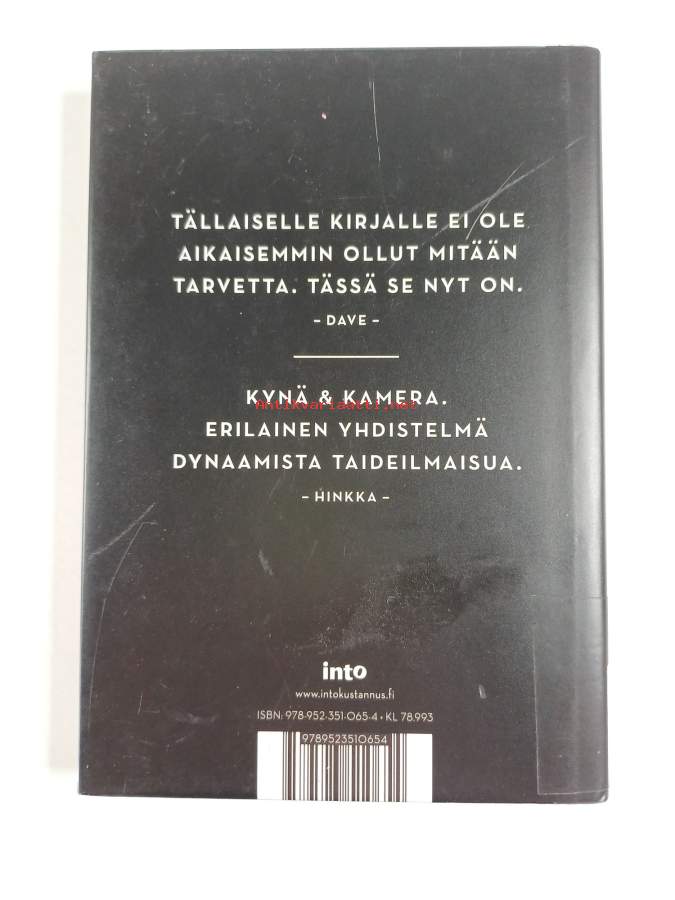 TÄLLAISELLE KIRJALLE EI OLE
AIKAISEMMIN OLLUT MITÄÄN
TARVETTA. TÄSSÄ SE NYT ON.
– DAVE –
KYNÄ & KAMERA.
Antikvariaatti.net
ERILAINEN YHDISTELMÄ
DYNAAMISTA TAIDEILMAISUA.
– HINKKA –
into
www.intokustannus.fi
ISBN: 978-952-351-065-4 • KL 78.993
9789523510654